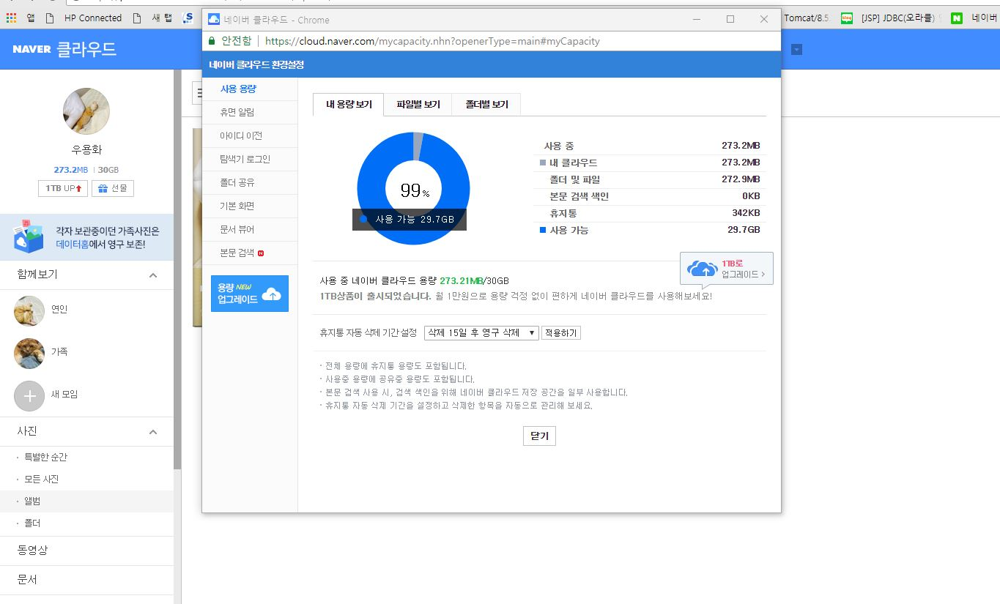 앱
HP Connected
새 탭
S
네이버 클라우드 - Chrome
Tomcat/8.5
blog
[JSP] JDBC(오라클)
N
네이버
안전함 | https://cloud.naver.com/mycapacity.nhn?openerType=main#myCapacity
NAVER 클라우드
네이버 클라우드 환경설정
우용화
273.2MB | 30GB
1TB UP
선물
각자 보관중이던 가족사진은
데이터홈에서 영구 보존!
함께보기
연인
가족
새 모임
사진
· 특별한 순간
· 모든 사진
· 앨범
· 폴더
동영상
문서
사용 용량
휴면 알림
아이디 이전
탐색기 로그인
폴더 공유
기본 화면
문서 뷰어
본문 검색 N
용량 NEW
업그레이드
내 용량 보기
파일별 보기
폴더별 보기
99%
사용 가능 29.7GB
사용 중 273.2MB
내 클라우드 273.2MB
폴더 및 파일 272.9MB
본문 검색 색인 0KB
휴지통 342KB
사용 가능 29.7GB
1TB로
업그레이드 >
사용 중 네이버 클라우드 용량 273.21MB/30GB
1TB상품이 출시되었습니다. 월 1만원으로 용량 걱정 없이 편하게 네이버 클라우드를 사용해보세요!
휴지통 자동 삭제 기간 설정 삭제 15일 후 영구 삭제 ▼ 적용하기
· 전체 용량에 휴지통 용량도 포함됩니다.
· 사용중 용량에 공유중 용량도 포함됩니다.
· 본문 검색 사용 시, 검색 색인을 위해 네이버 클라우드 저장 공간을 일부 사용합니다.
· 휴지통 자동 삭제 기간을 설정하고 삭제한 항목을 자동으로 관리해 보세요.
닫기